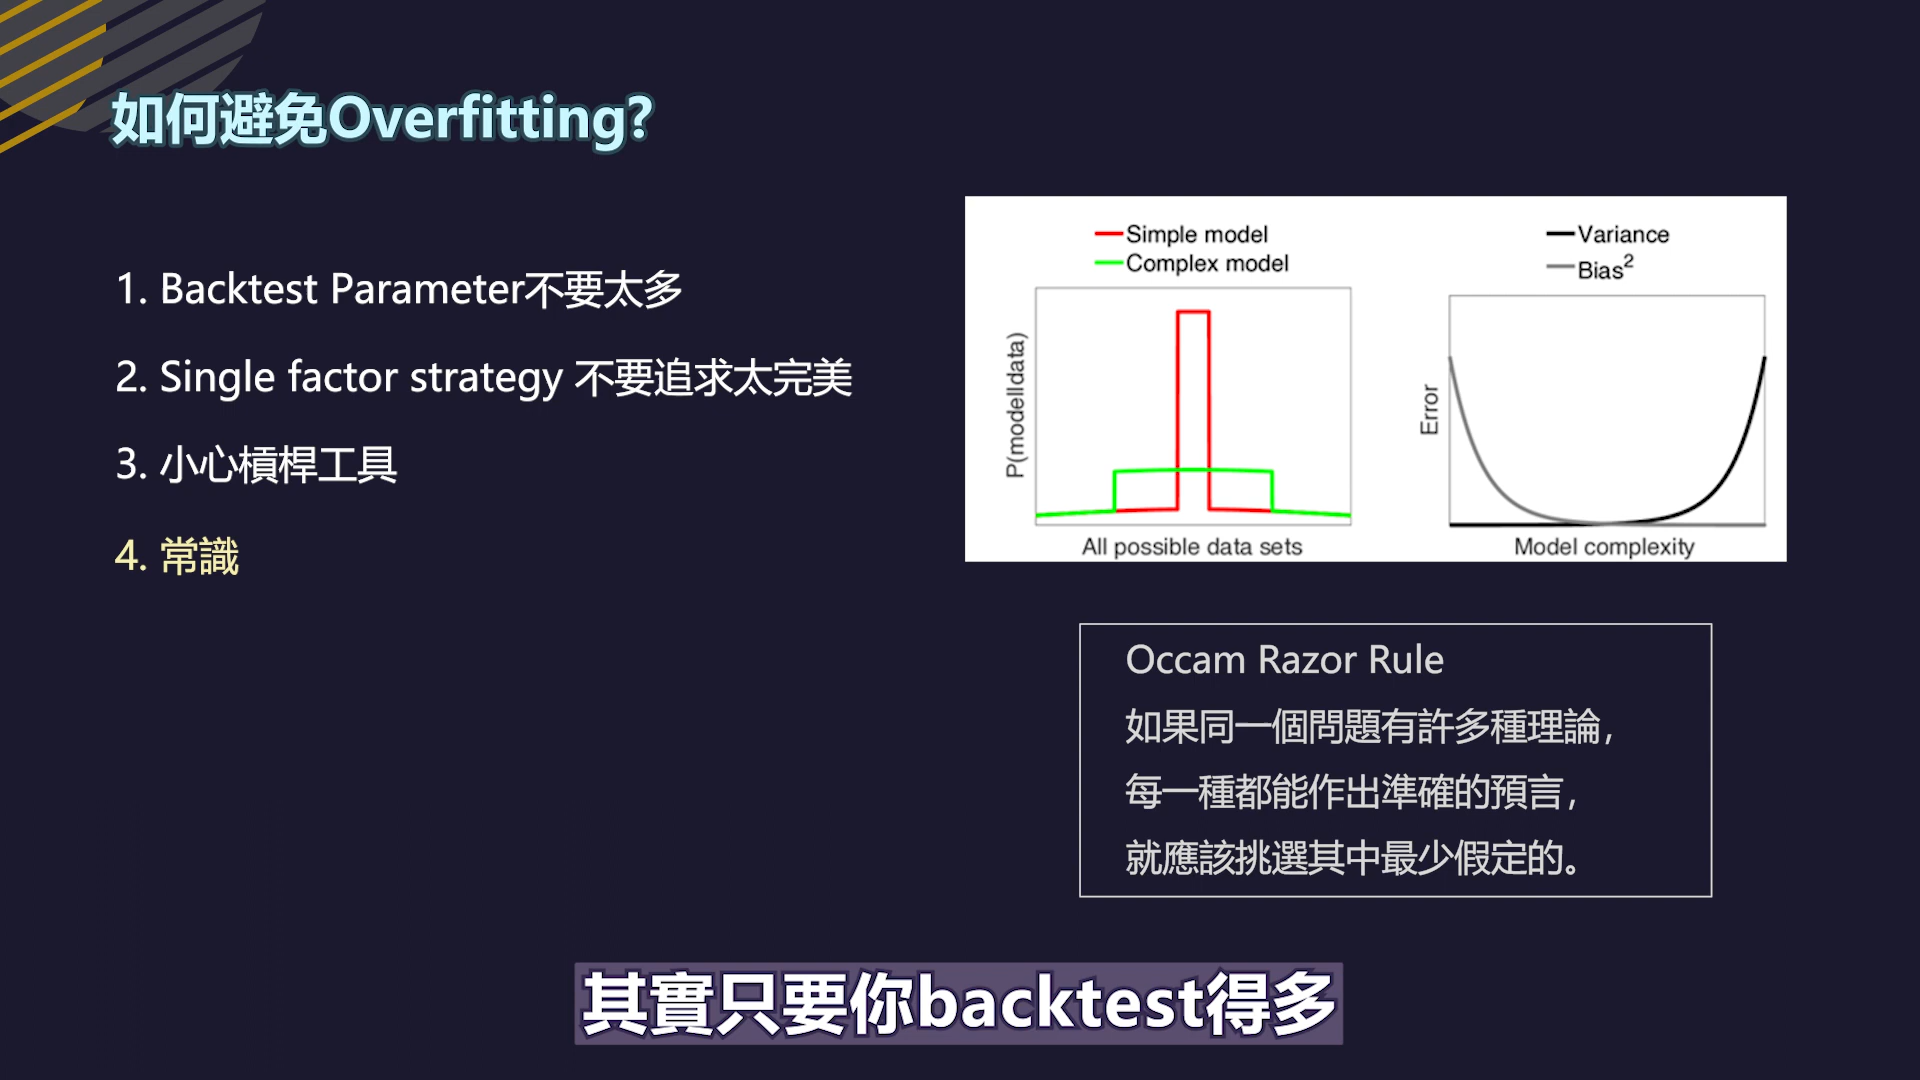 如何避免Overfitting?
1. Backtest Parameter不要太多
2. Single factor strategy 不要追求太完美
3. 小心槓桿工具
4. 常識
Simple model
Complex model
P(modelldata)
All possible data sets
Variance
Bias²
Error
Model complexity
Occam Razor Rule
如果同一個問題有許多種理論，
每一種都能作出準確的預言，
就應該挑選其中最少假定的。
其實只要你backtest得多